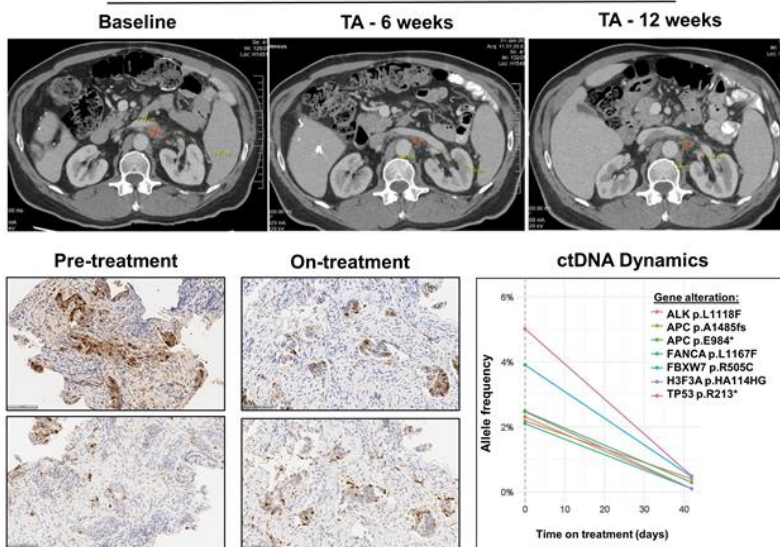 Baseline
TA - 6 weeks
TA - 12 weeks
Pre-treatment
On-treatment
ctDNA Dynamics
Gene alteration:
ALK p.L1118F
APC p.A1485fs
APC p.E984*
FANCA p.L1167F
FBXW7 p.R505C
H3F3A p.HA114HG
TP53 p.R213*
Allele frequency
6%
4%
2%
0%
0
10
20
30
40
Time on treatment (days)